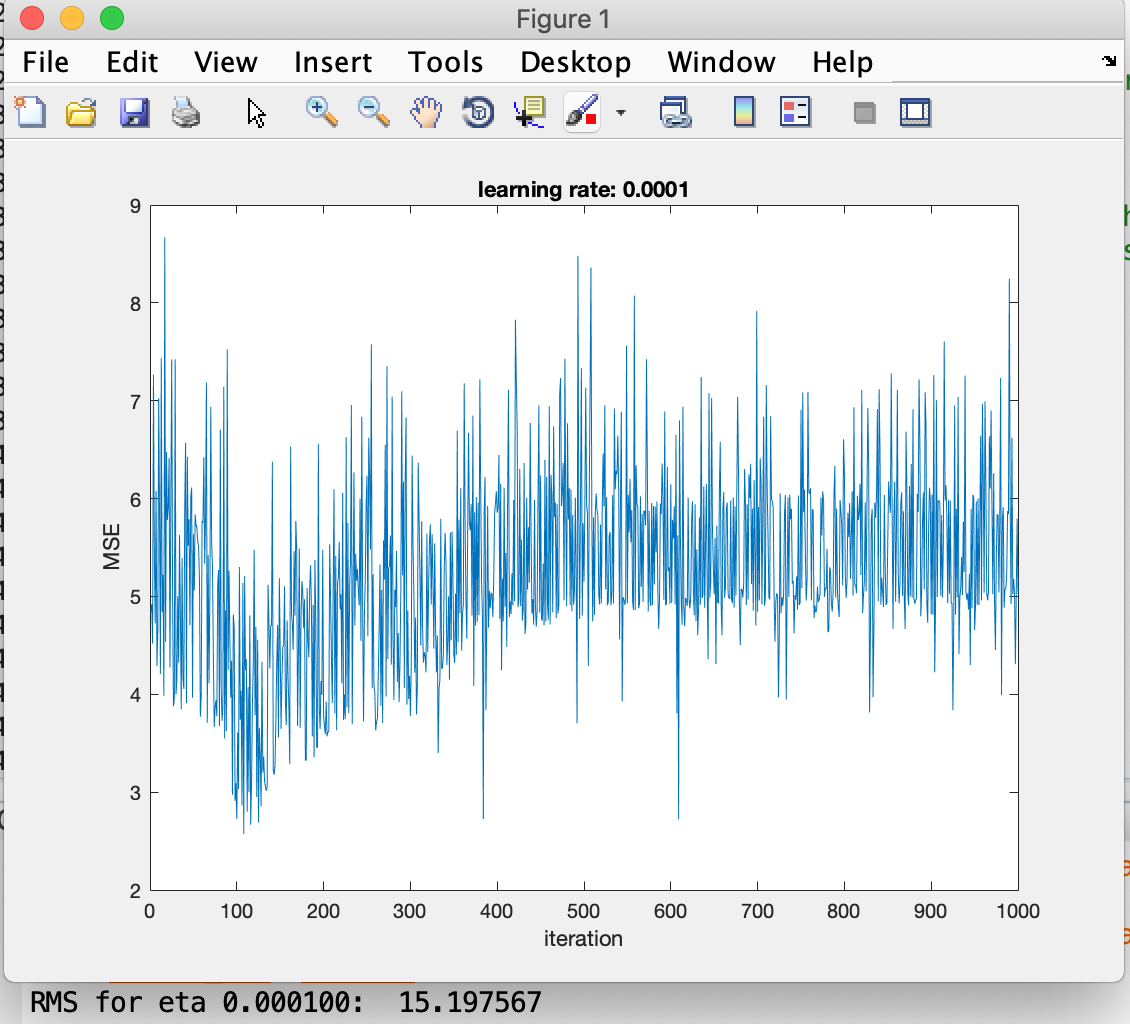 Figure 1
File Edit View Insert Tools Desktop Window Help
learning rate: 0.0001
9
8
7
6
5
4
3
2
MSE
0 100 200 300 400 500 600 700 800 900 1000
iteration
RMS for eta 0.000100: 15.197567